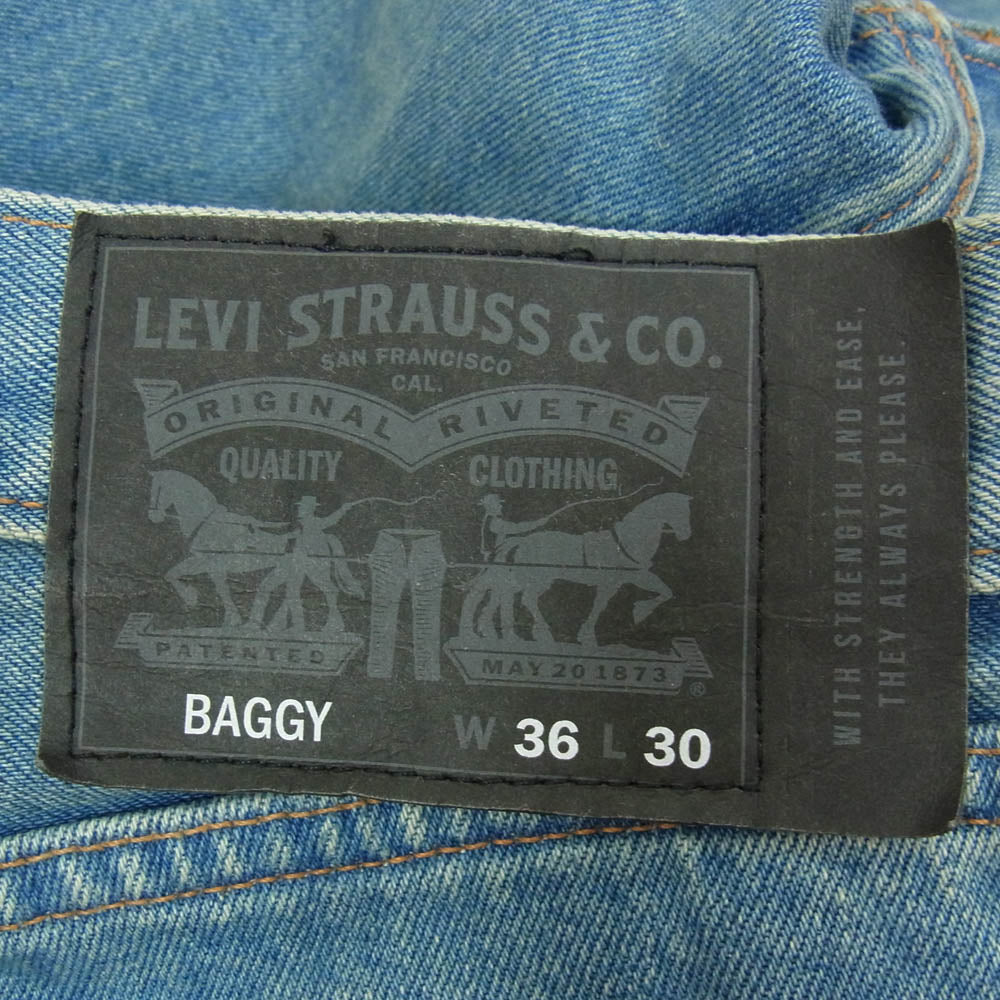 LEVI STRAUSS & CO.
SAN FRANCISCO
CAL.
ORIGINAL RIVETED
QUALITY CLOTHING
PATENTED MAY 20 1873 ®
BAGGY W 36 L 30
WITH STRENGTH AND EASE,
THEY ALWAYS PLEASE.